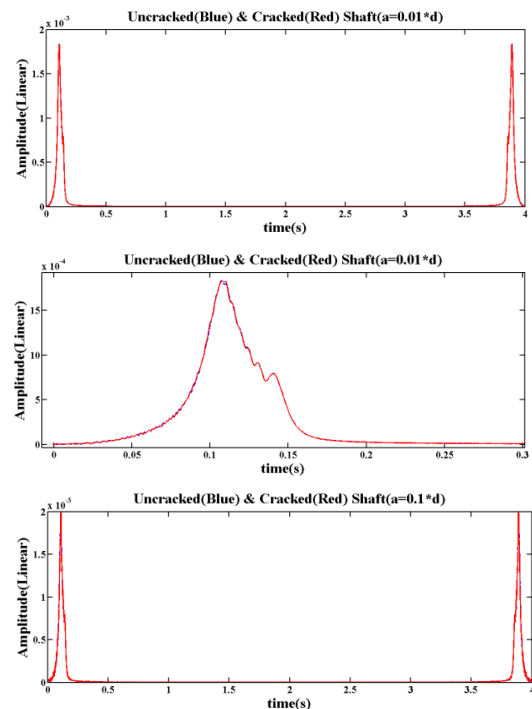 Uncracked(Blue) & Cracked(Red) Shaft(a=0.01*d)
x 10⁻³
2
1.5
1
0.5
0
Amplitude(Linear)
0 0.5 1 1.5 2 2.5 3 3.5 4
time(s)
Uncracked(Blue) & Cracked(Red) Shaft(a=0.01*d)
x 10⁻⁴
15
10
5
0
Amplitude(Linear)
0 0.05 0.1 0.15 0.2 0.25 0.3
time(s)
Uncracked(Blue) & Cracked(Red) Shaft(a=0.1*d)
x 10⁻³
2
1.5
1
0.5
0
Amplitude(Linear)
0 0.5 1 1.5 2 2.5 3 3.5 4
time(s)